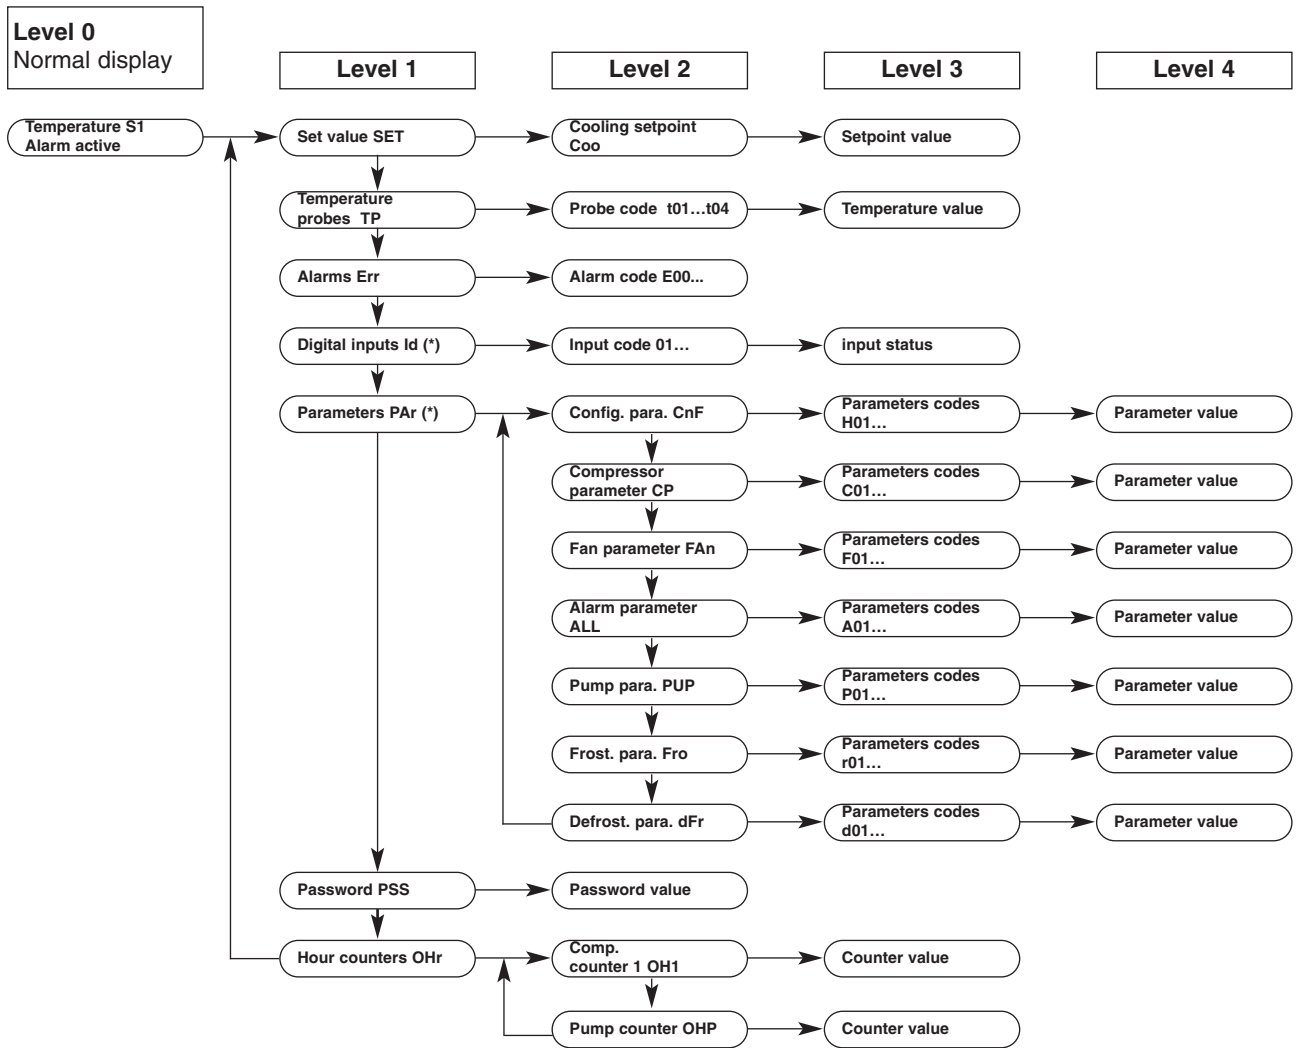 Level 0
Normal display
Level 1
Level 2
Level 3
Level 4
Temperature S1
Alarm active
Set value SET
Cooling setpoint
Coo
Setpoint value
Temperature
probes TP
Probe code t01...t04
Temperature value
Alarms Err
Alarm code E00...
Digital inputs Id (*)
Input code 01...
input status
Parameters PAr (*)
Config. para. CnF
Parameters codes
H01...
Parameter value
Compressor
parameter CP
Parameters codes
C01...
Parameter value
Fan parameter FAn
Parameters codes
F01...
Parameter value
Alarm parameter
ALL
Parameters codes
A01...
Parameter value
Pump para. PUP
Parameters codes
P01...
Parameter value
Frost. para. Fro
Parameters codes
r01...
Parameter value
Defrost. para. dFr
Parameters codes
d01...
Parameter value
Password PSS
Password value
Hour counters OHr
Comp.
counter 1 OH1
Counter value
Pump counter OHP
Counter value